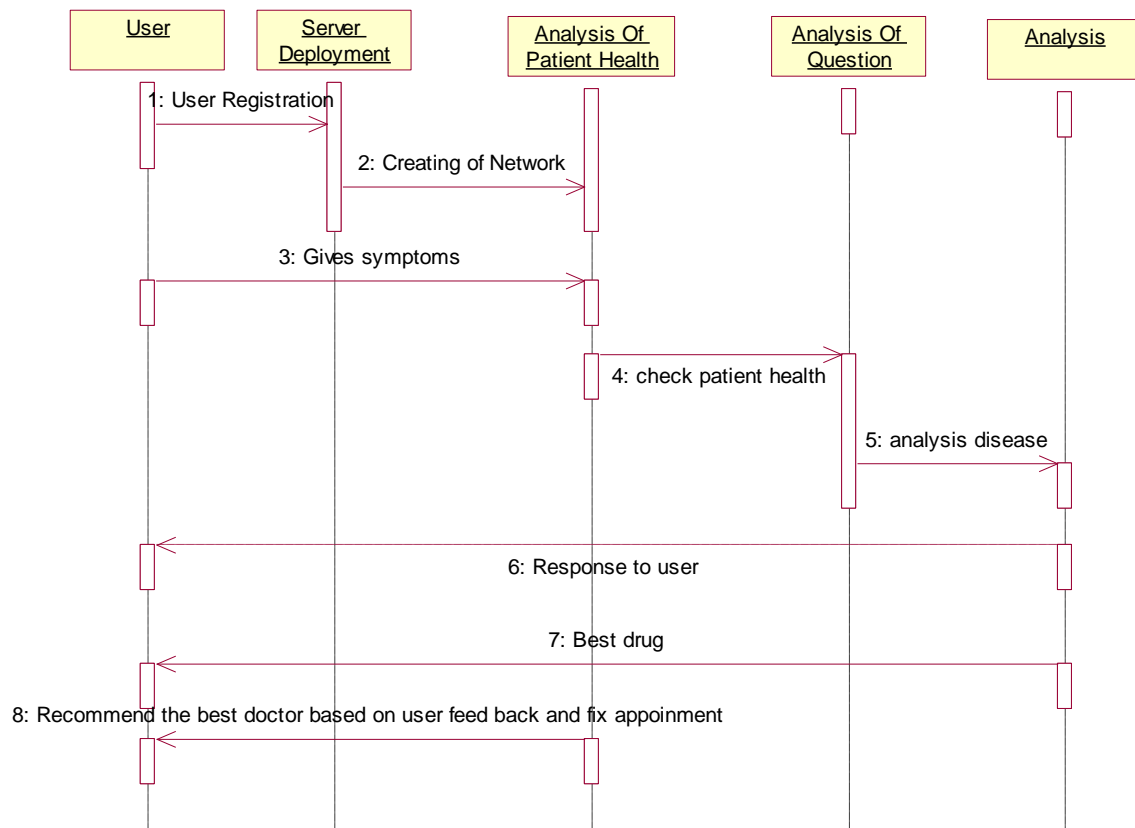 User
Server
Deployment
Analysis Of
Patient Health
Analysis Of
Question
Analysis
1: User Registration
2: Creating of Network
3: Gives symptoms
4: check patient health
5: analysis disease
6: Response to user
7: Best drug
8: Recommend the best doctor based on user feed back and fix appoinment